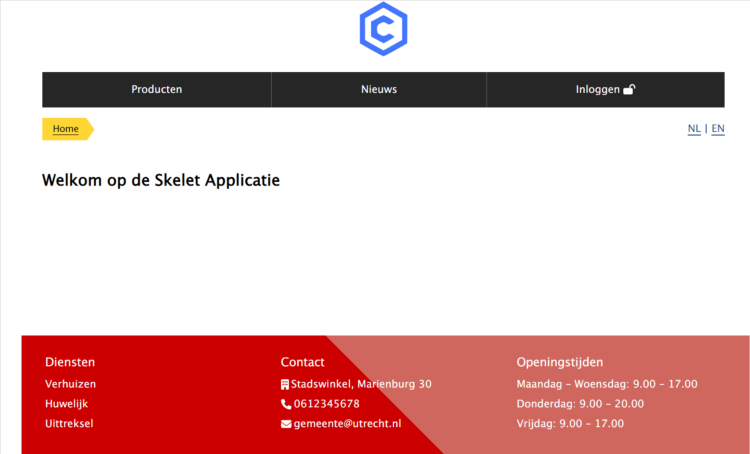 C
Producten
Nieuws
Inloggen
Home
NL | EN
Welkom op de Skelet Applicatie
Diensten
Verhuizen
Huwelijk
Uittreksel
Contact
Stadswinkel, Marienburg 30
0612345678
gemeente@utrecht.nl
Openingstijden
Maandag – Woensdag: 9.00 – 17.00
Donderdag: 9.00 – 20.00
Vrijdag: 9.00 – 17.00